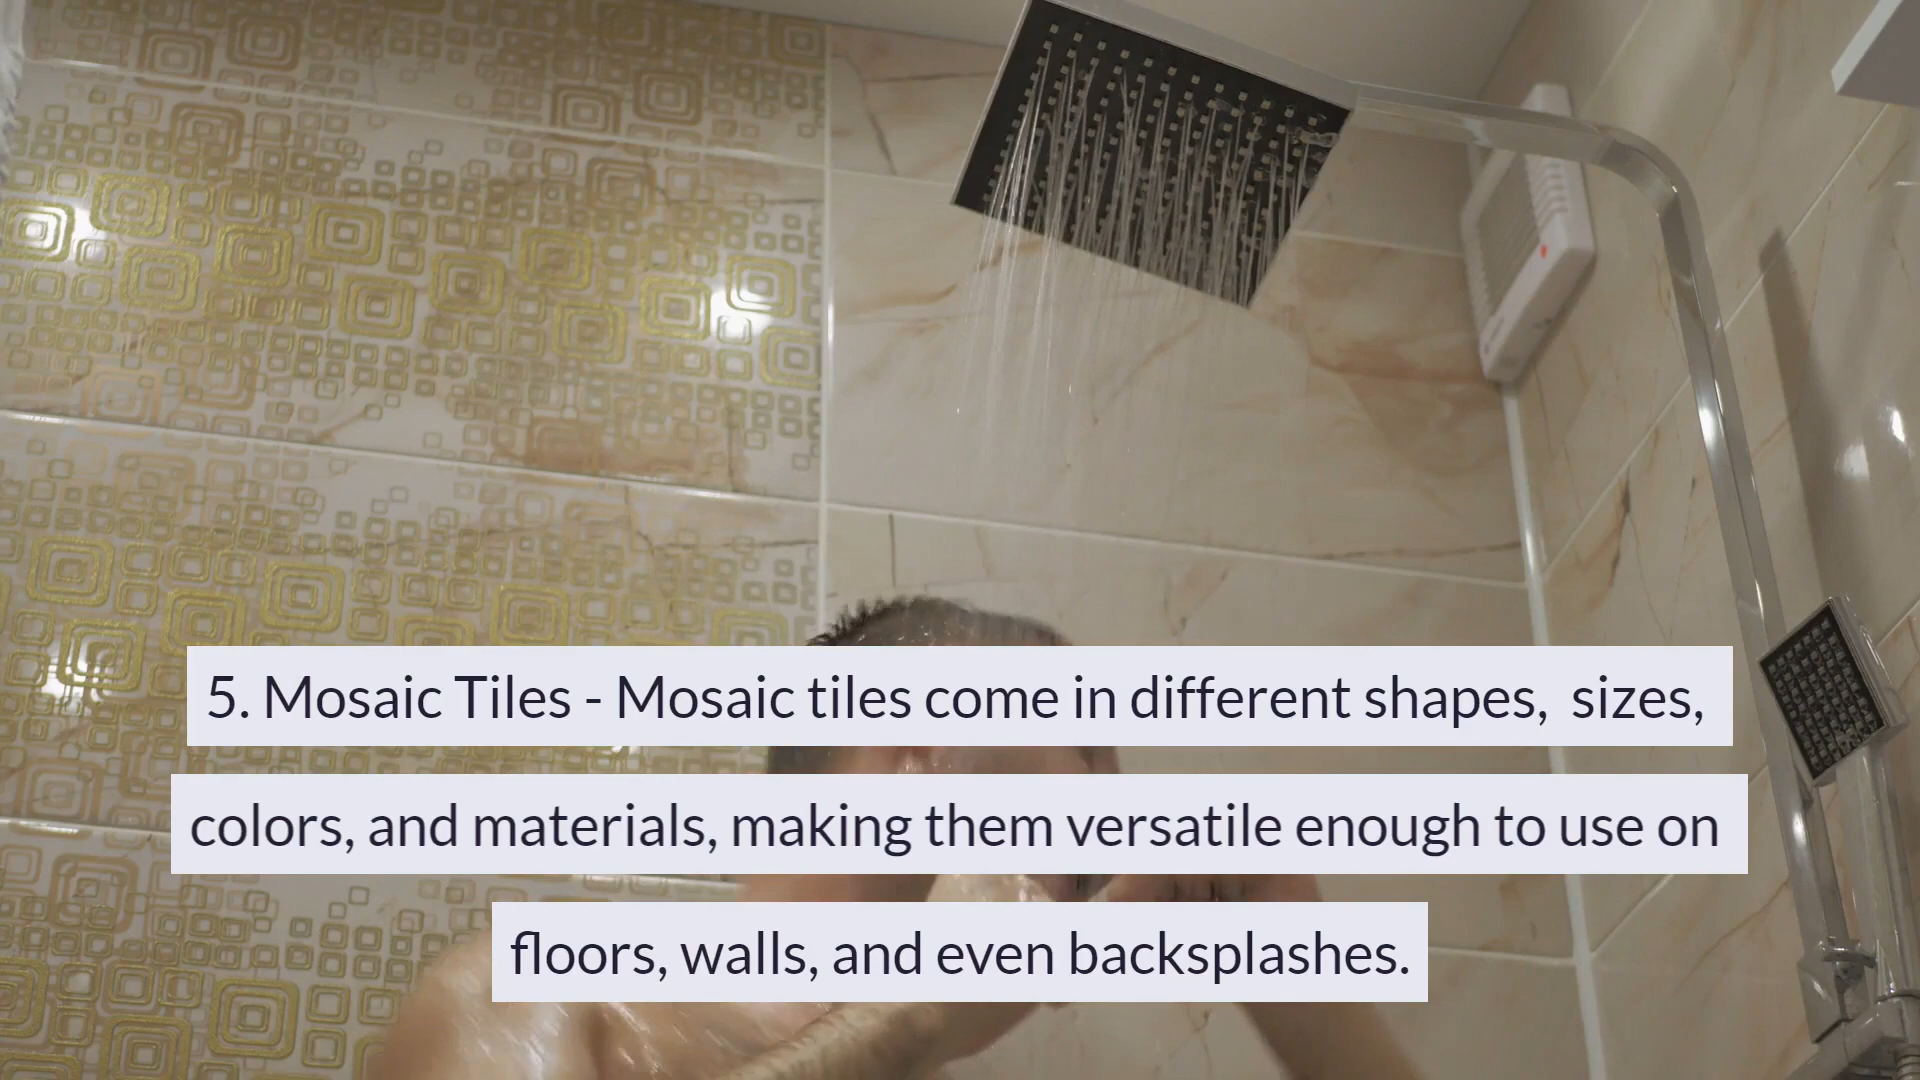 5. Mosaic Tiles - Mosaic tiles come in different shapes,  sizes,
colors, and materials, making them versatile enough to use on
floors, walls, and even backsplashes.